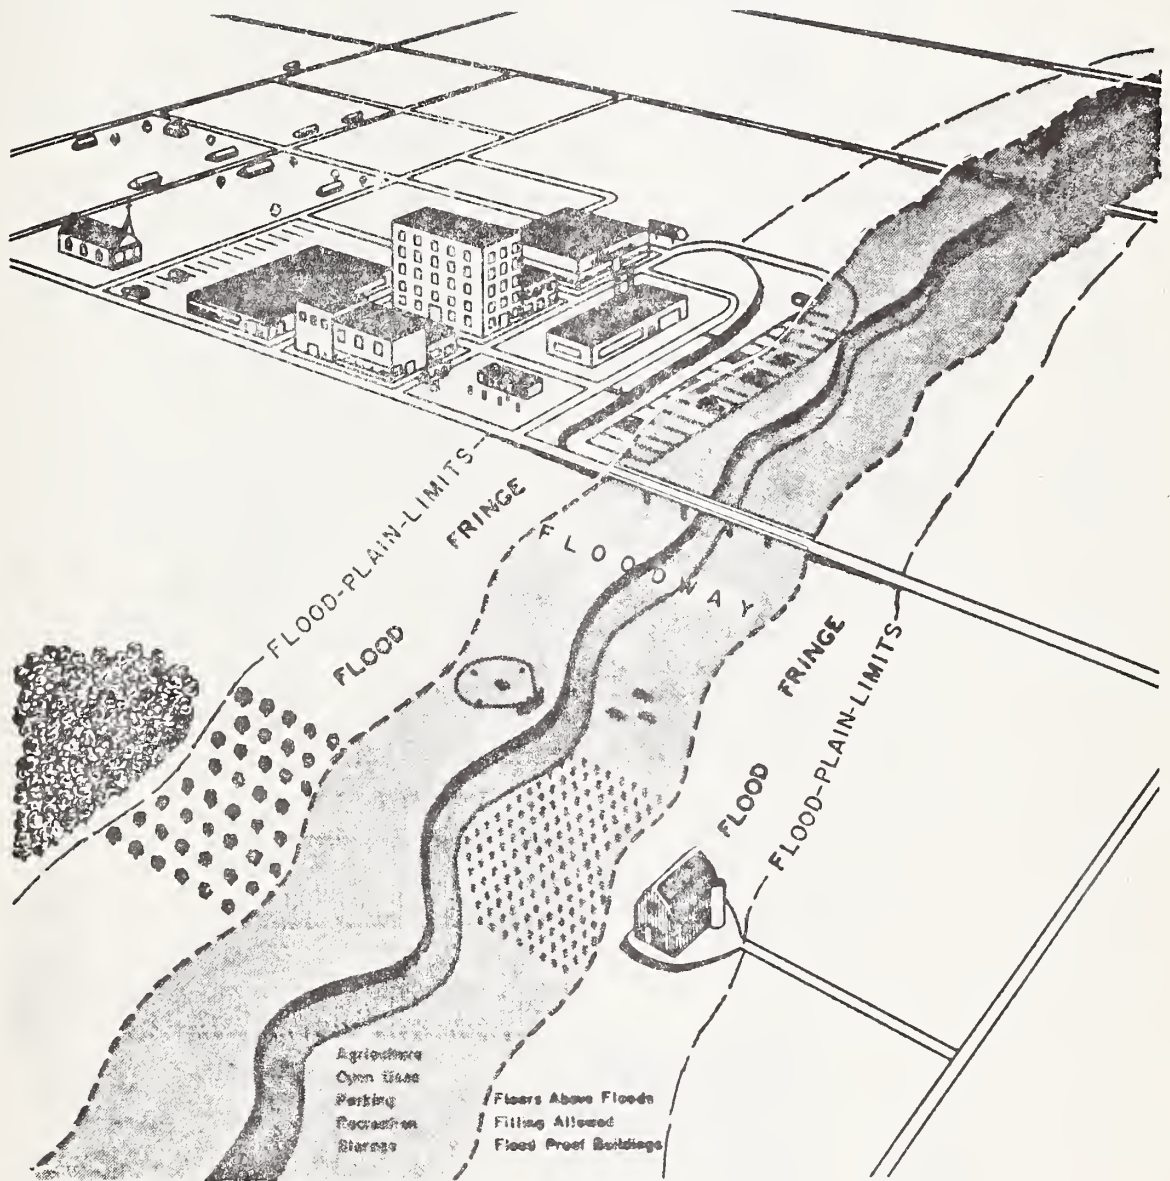 FLOOD-PLAIN-LIMITS
FLOOD FRINGE
FLOODWAY
FLOOD FRINGE
FLOOD-PLAIN-LIMITS
Agriculture
Open Uses
Parking
Recreation
Storage
Floors Above Floods
Filling Allowed
Flood Proof Buildings